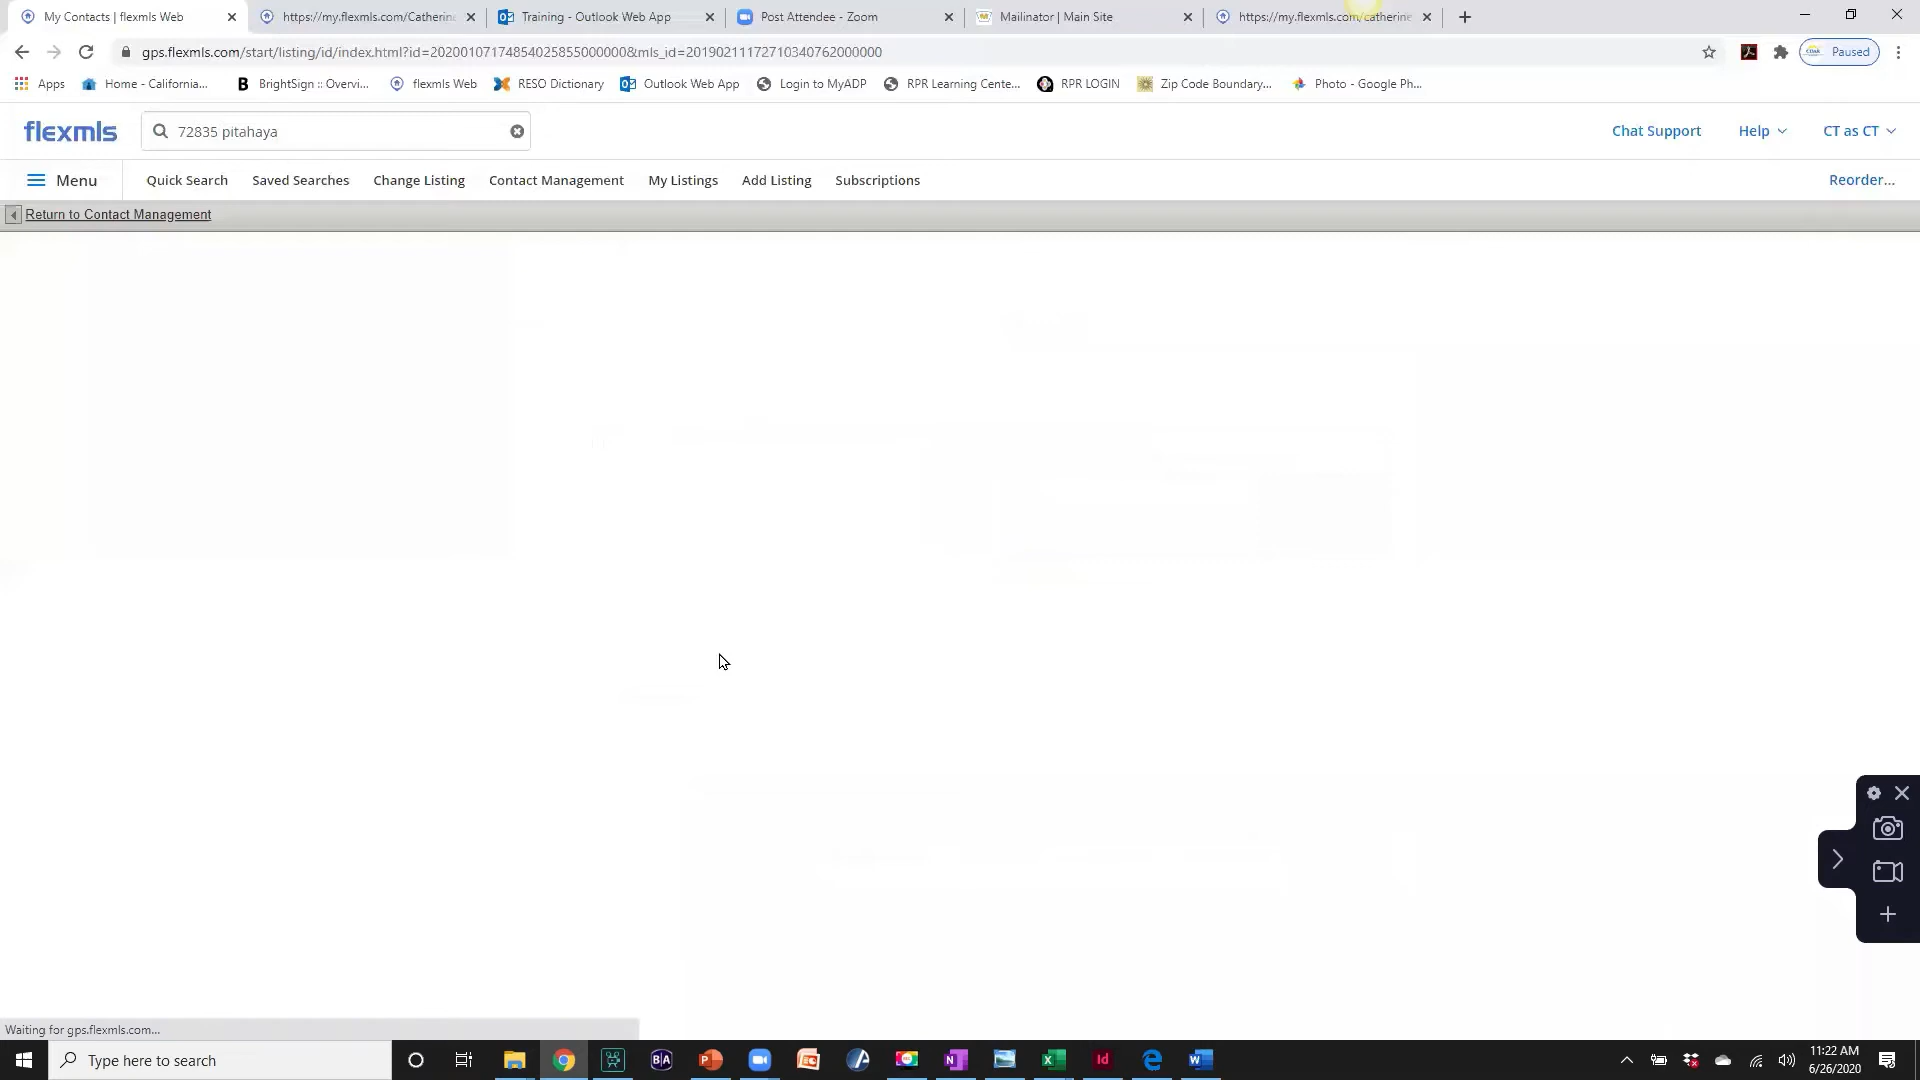 My Contacts | flexmls Web
https://my.flexmls.com/Catherin
Training - Outlook Web App
Post Attendee - Zoom
Mailinator | Main Site
https://my.flexmls.com/catherine
gps.flexmls.com/start/listing/id/index.html?id=20200107174854025855000000&mls_id=20190211172710340762000000
Paused
Apps
Home - California...
BrightSign :: Overvi...
flexmls Web
RESO Dictionary
Outlook Web App
Login to MyADP
RPR Learning Cente...
RPR LOGIN
Zip Code Boundary...
Photo - Google Ph...
flexmls
72835 pitahaya
Chat Support
Help
CT as CT
Menu
Quick Search
Saved Searches
Change Listing
Contact Management
My Listings
Add Listing
Subscriptions
Reorder...
Return to Contact Management
Waiting for gps.flexmls.com...
Type here to search
11:22 AM
6/26/2020